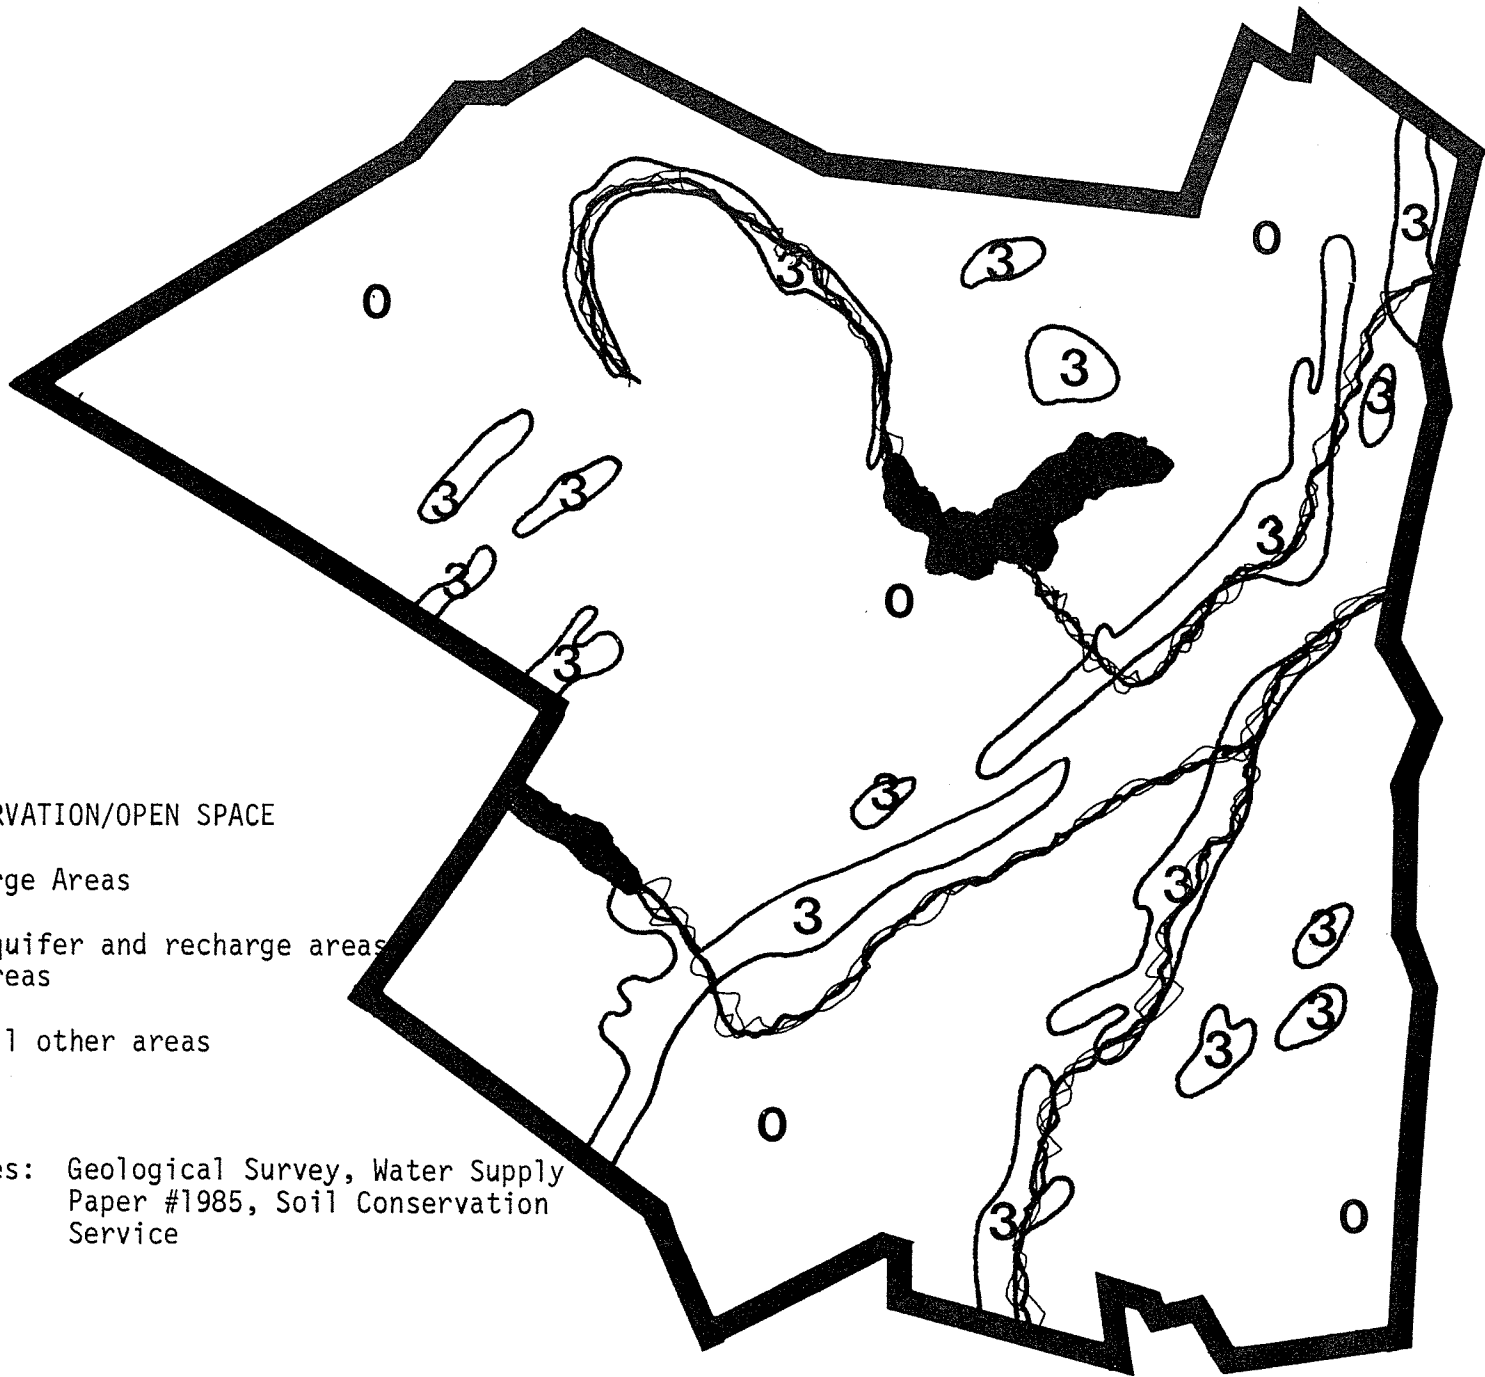 3
0
3
0
3
3
3
3
3
3
3
0
3
3
RVATION/OPEN SPACE
rge Areas
3
3
3
quifer and recharge areas
reas
3
3
l other areas
0
es: Geological Survey, Water Supply
Paper #1985, Soil Conservation
Service
3
0